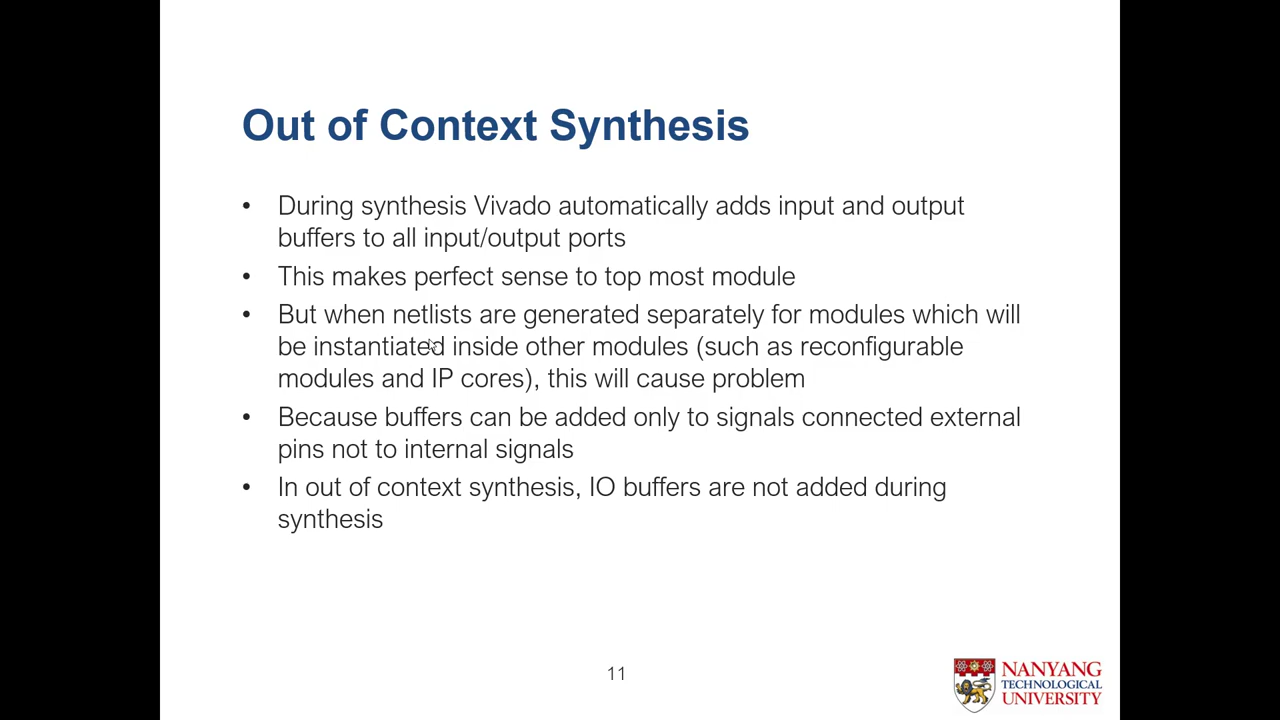 Out of Context Synthesis
• During synthesis Vivado automatically adds input and output
buffers to all input/output ports
• This makes perfect sense to top most module
• But when netlists are generated separately for modules which will
be instantiated inside other modules (such as reconfigurable
modules and IP cores), this will cause problem
• Because buffers can be added only to signals connected external
pins not to internal signals
• In out of context synthesis, IO buffers are not added during
synthesis
11
NANYANG
TECHNOLOGICAL
UNIVERSITY